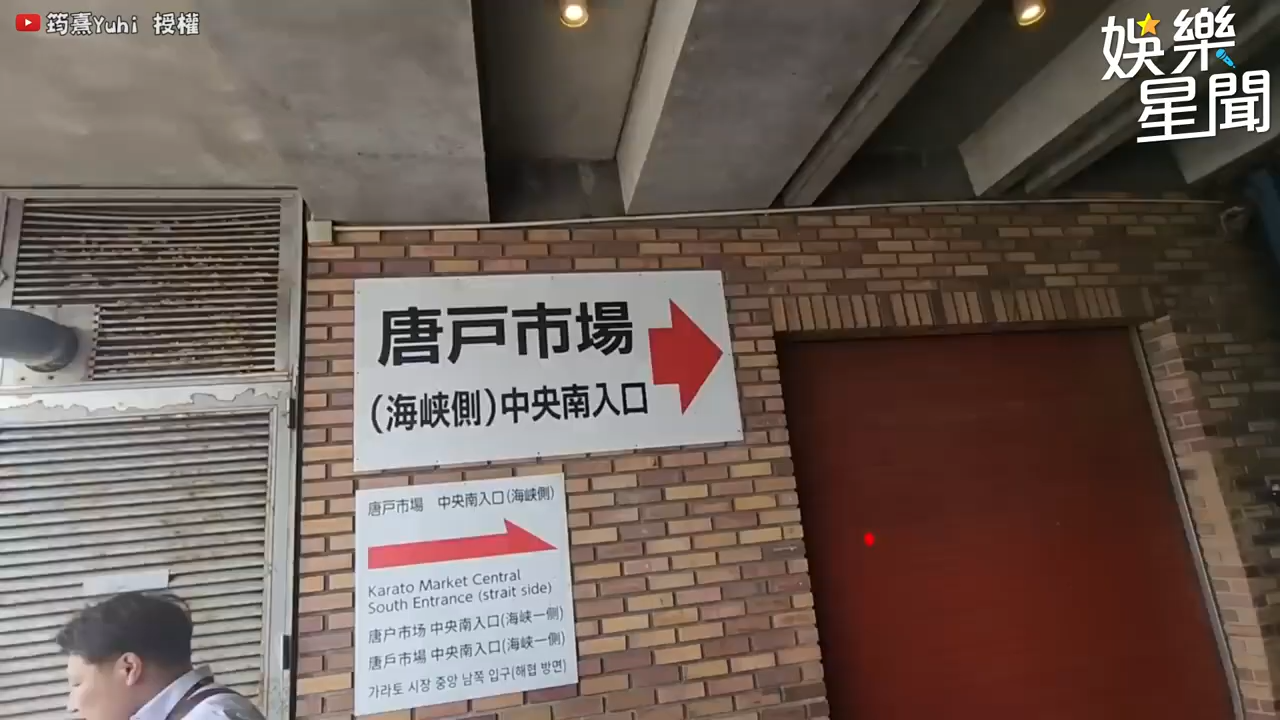 筠熹Yuhi 授權
娛樂
星聞
唐戸市場
(海峡側)中央南入口
唐戸市場 中央南入口(海峡側)
Karato Market Central
South Entrance (strait side)
唐户市场 中央南入口(海峡一侧)
唐戶市場 中央南入口(海峽一側)
가라토 시장 중앙 남쪽 입구(해협 방면)